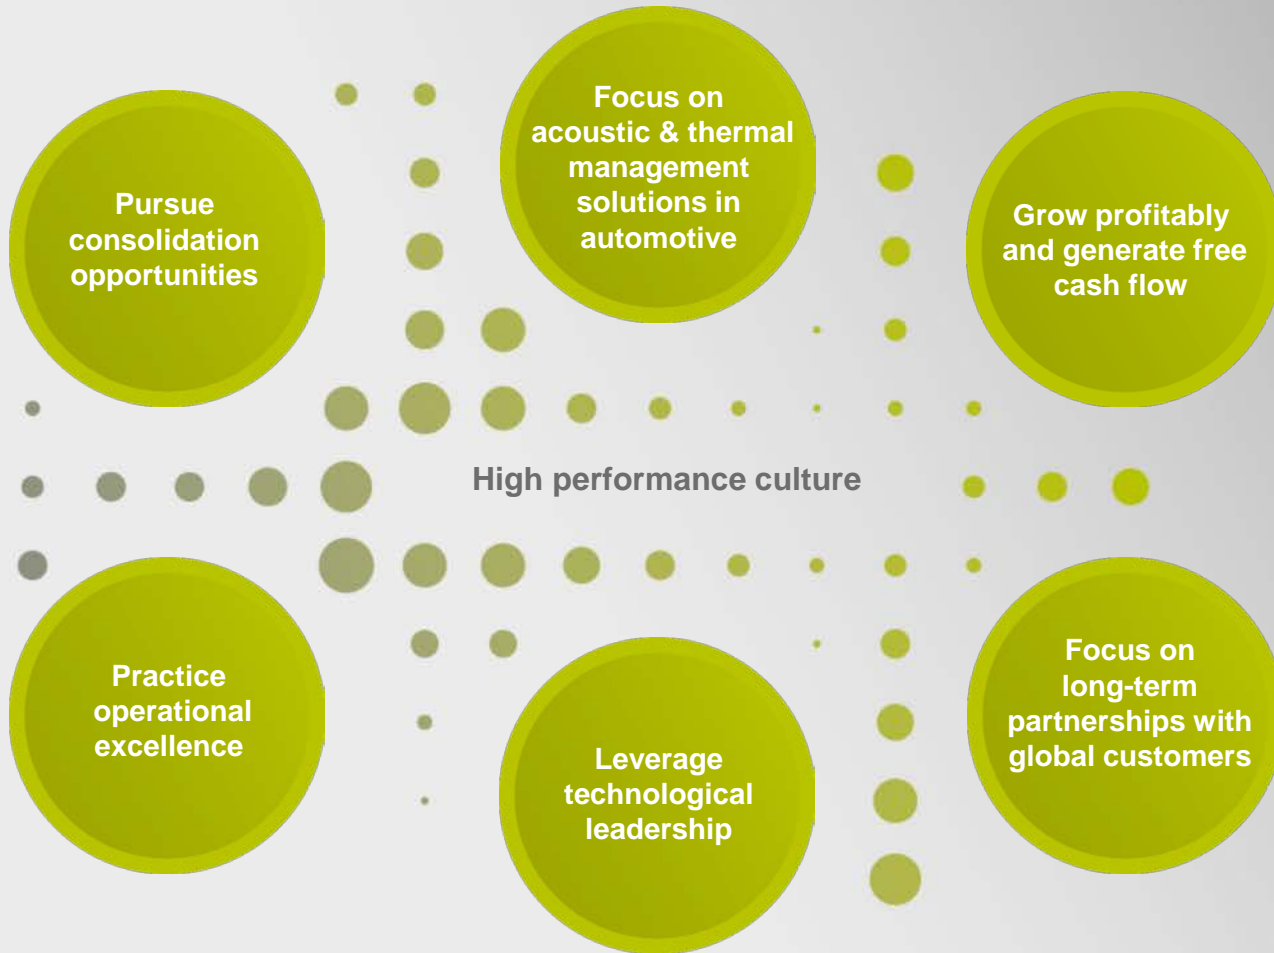 Focus on
acoustic & thermal
management
solutions in
automotive
Pursue
consolidation
opportunities
Grow profitably
and generate free
cash flow
High performance culture
Practice
operational
excellence
Leverage
technological
leadership
Focus on
long-term
partnerships with
global customers